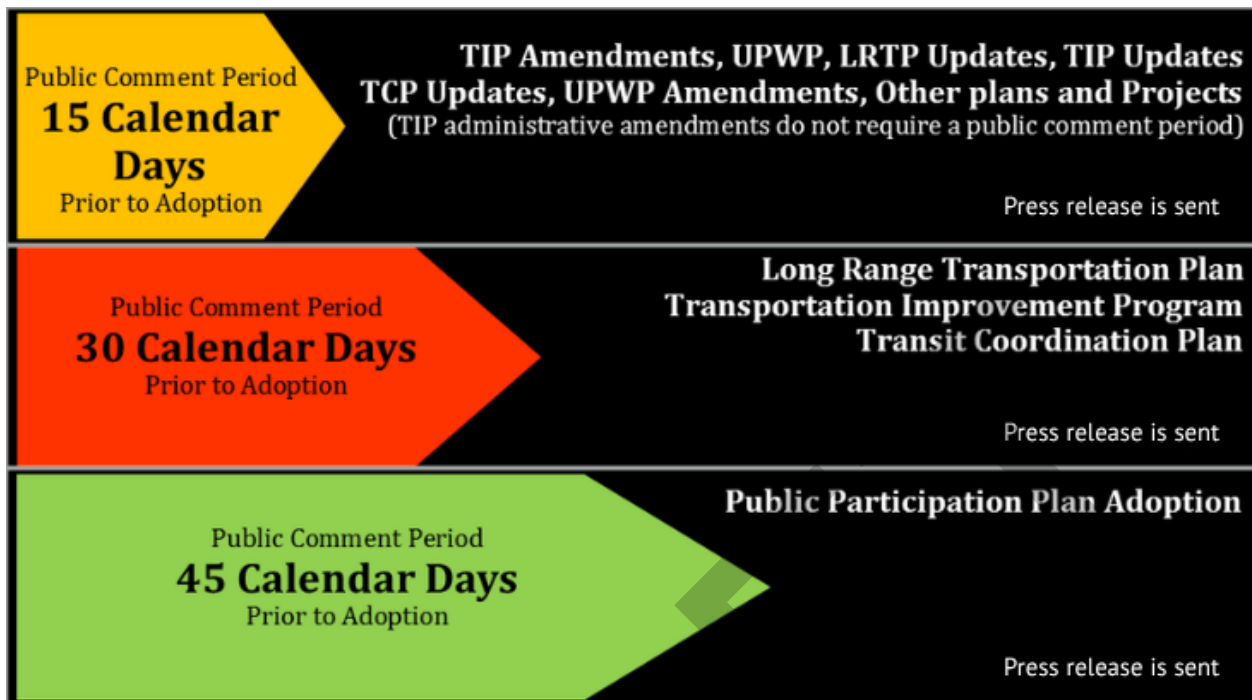 Public Comment Period
15 Calendar
Days
Prior to Adoption
TIP Amendments, UPWP, LRTP Updates, TIP Updates
TCP Updates, UPWP Amendments, Other plans and Projects
(TIP administrative amendments do not require a public comment period)
Press release is sent
Public Comment Period
30 Calendar Days
Prior to Adoption
Long Range Transportation Plan
Transportation Improvement Program
Transit Coordination Plan
Press release is sent
Public Comment Period
45 Calendar Days
Prior to Adoption
Public Participation Plan Adoption
Press release is sent